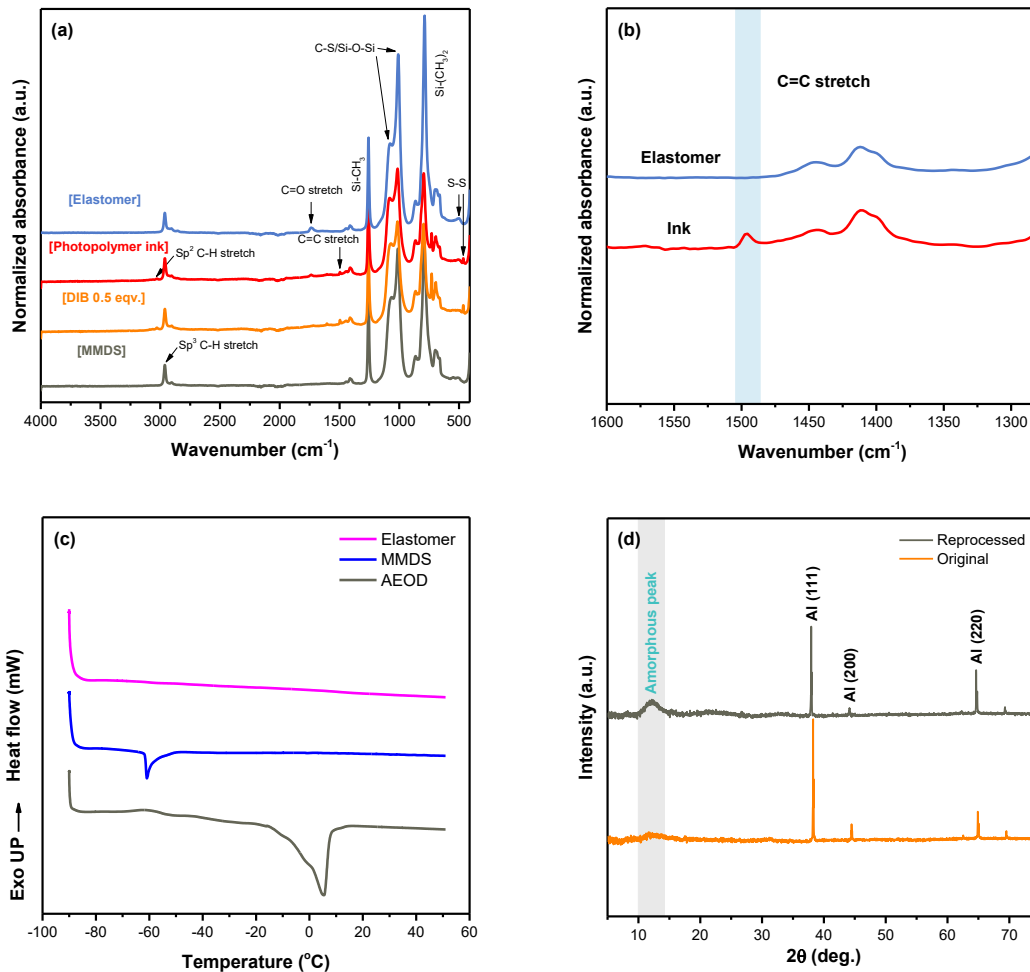 (a)
C-S/Si-O-Si
Si-(CH₃)₂
Si-CH₃
S-S
C=O stretch
[Elastomer]
C=C stretch
[Photopolymer ink]
Sp² C-H stretch
[DIB 0.5 eqv.]
Sp³ C-H stretch
[MMDS]
Normalized absorbance (a.u.)
4000 3500 3000 2500 2000 1500 1000 500
Wavenumber (cm⁻¹)
(b)
C=C stretch
Elastomer
Ink
Normalized absorbance (a.u.)
1600 1550 1500 1450 1400 1350 1300
Wavenumber (cm⁻¹)
(c)
Elastomer
MMDS
AEOD
Exo UP → Heat flow (mW)
-100 -80 -60 -40 -20 0 20 40 60
Temperature (°C)
(d)
Reprocessed
Original
Amorphous peak
Al (111)
Al (200)
Al (220)
Intensity (a.u.)
10 20 30 40 50 60 70
2θ (deg.)